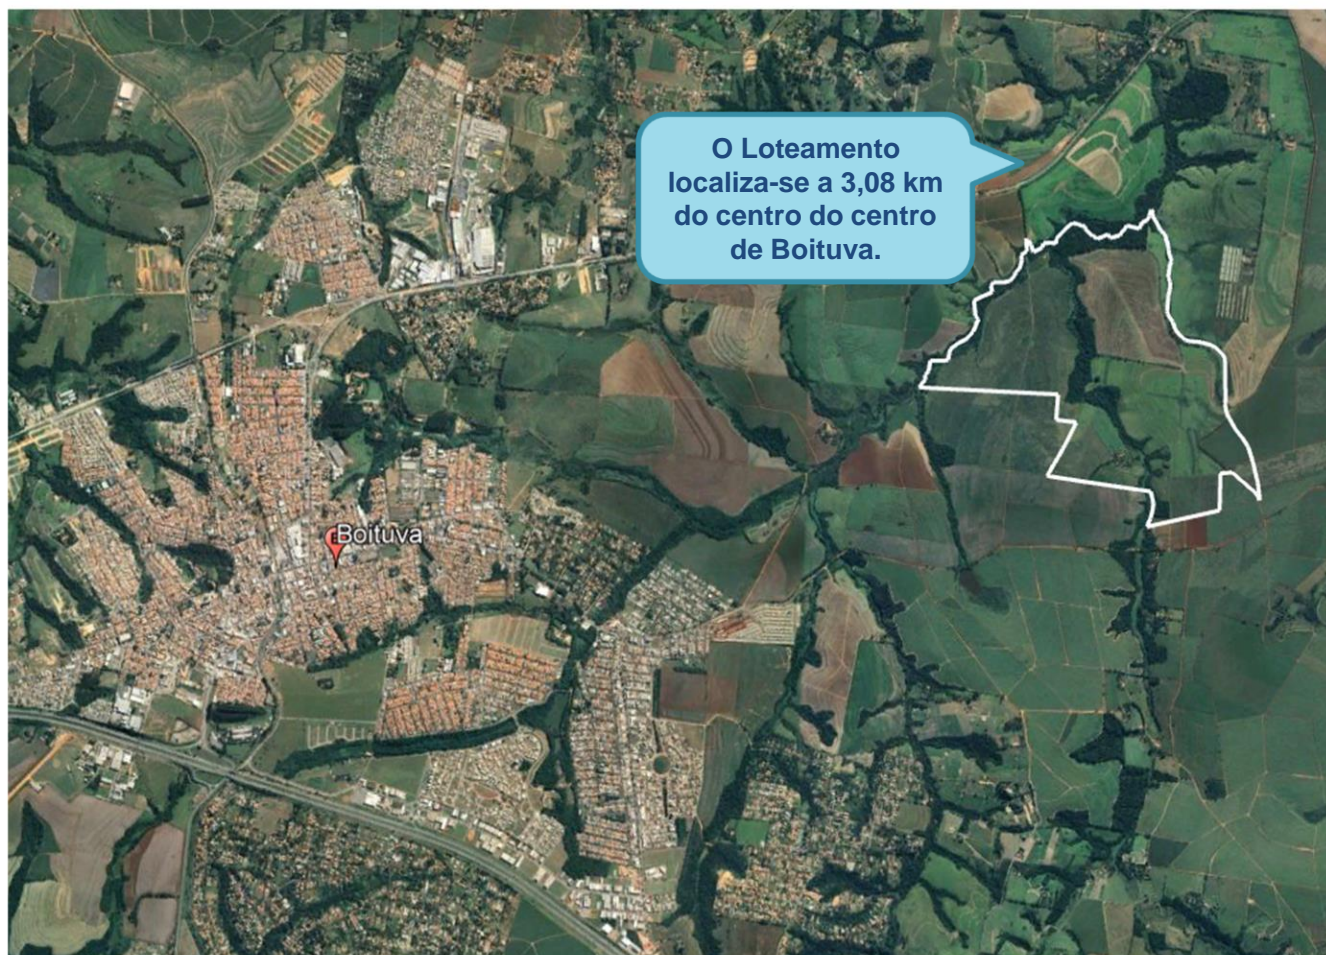 O Loteamento
localiza-se a 3,08 km
do centro do centro
de Boituva.
Boituva